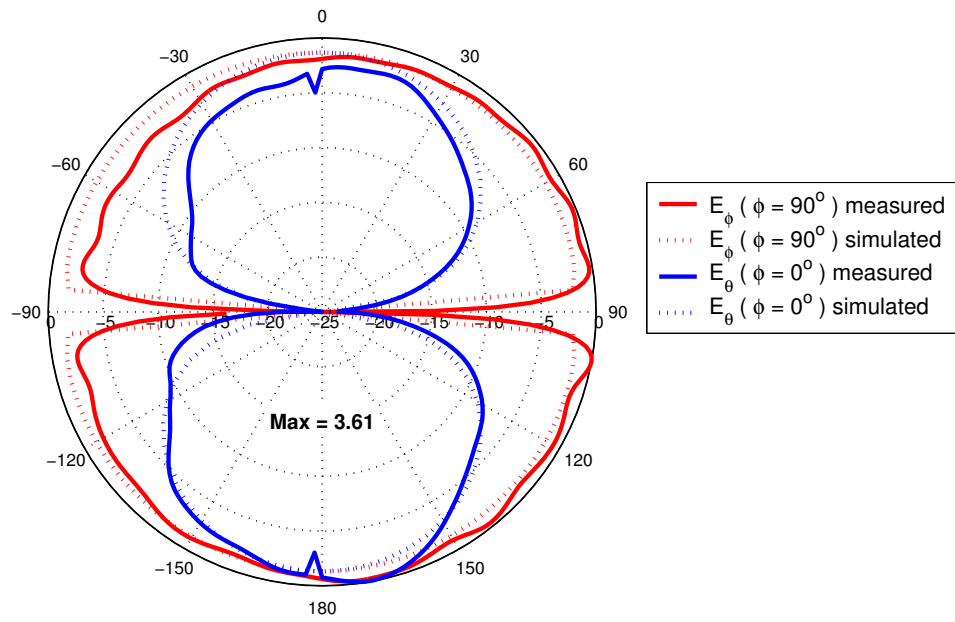 0
−30
30
−60
60
E_ϕ ( ϕ = 90^o ) measured
E_ϕ ( ϕ = 90^o ) simulated
E_θ ( ϕ = 0^o ) measured
E_θ ( ϕ = 0^o ) simulated
−90
90
0 −5 −10 −15 −20 −25 −20 −15 −10 −5 0
Max = 3.61
−120
120
−150
150
180